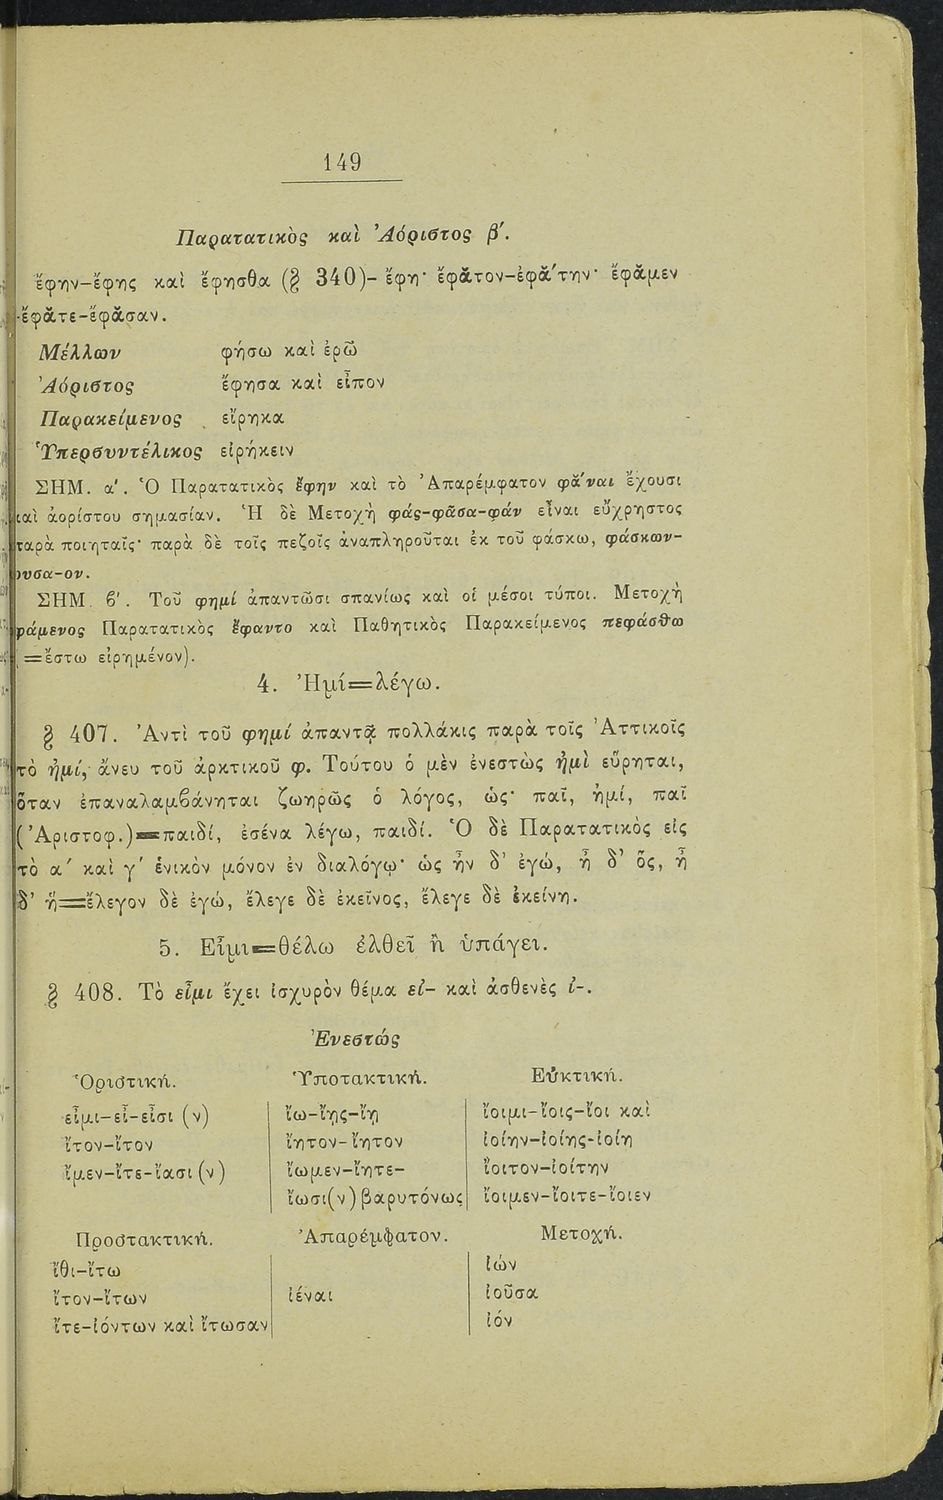 149
Παρατατικὸς καὶ Ἀόριστος β΄.
ἔφην-ἔφης καὶ ἔφησθα (§ 340)- ἔφη· ἔφᾰτον-ἐφᾰ́την· ἔφᾰμεν
-ἔφᾰτε-ἔφᾰσαν.
Μέλλων φήσω καὶ ἐρῶ
Ἀόριστος ἔφησα καὶ εἶπον
Παρακείμενος εἴρηκα
Ὑπερσυντέλικος εἰρήκειν
ΣΗΜ. α΄. Ὁ Παρατατικὸς ἔφην καὶ τὸ Ἀπαρέμφατον φᾰ́ναι ἔχουσι
καὶ ἀορίστου σημασίαν. Ἡ δὲ Μετοχὴ φάς-φᾶσα-φάν εἶναι εὔχρηστος
παρὰ ποιηταῖς· παρὰ δὲ τοῖς πεζοῖς ἀναπληροῦται ἐκ τοῦ φάσκω, φάσκων-
ουσα-ον.
ΣΗΜ. ϐ΄. Τοῦ φημί ἀπαντῶσι σπανίως καὶ οἱ μέσοι τύποι. Μετοχὴ
φάμενος Παρατατικὸς ἔφαντο καὶ Παθητικὸς Παρακείμενος πεφάσθω
(=ἔστω εἰρημένον).
4. Ἠμί=λέγω.
§ 407. Ἀντὶ τοῦ φημί ἀπαντᾷ πολλάκις παρὰ τοῖς Ἀττικοῖς
τὸ ἠμί, ἄνευ τοῦ ἀρκτικοῦ φ. Τούτου ὁ μὲν ἐνεστὼς ἠμὶ εὕρηται,
ὅταν ἐπαναλαμϐάνηται ζωηρῶς ὁ λόγος, ὡς· παῖ, ἠμί, παῖ
(Ἀριστοφ.)=παιδί, ἐσένα λέγω, παιδί. Ὁ δὲ Παρατατικὸς εἰς
τὸ α΄ καὶ γ΄ ἑνικὸν μόνον ἐν διαλόγῳ· ὡς ἦν δ' ἐγώ, ἦ δ' ὅς, ἦ
δ' ἥ=ἔλεγον δὲ ἐγώ, ἔλεγε δὲ ἐκεῖνος, ἔλεγε δὲ ἐκείνη.
5. Εἶμι=θέλω ἐλθεῖ ἢ ὑπάγει.
§ 408. Τὸ εἶμι ἔχει ἰσχυρὸν θέμα εἰ- καὶ ἀσθενὲς ἰ-.
Ἐνεστώς
Ὁριστική. Ὑποτακτική. Εὐκτική.
εἶμι-εἶ-εἶσι (ν) ἴω-ἴῃς-ἴῃ ἴοιμι-ἴοις-ἴοι καὶ
ἴτον-ἴτον ἴητον-ἴητον ἰοίην-ἰοίης-ἰοίη
ἴμεν-ἴτε-ἴασι (ν) ἴωμεν-ἴητε- ἴοιτον-ἰοίτην
ἴωσι(ν) βαρυτόνως ἴοιμεν-ἴοιτε-ἴοιεν
Προστακτική. Ἀπαρέμφατον. Μετοχή.
ἴθι-ἴτω ἰών
ἴτον-ἴτων ἰέναι ἰοῦσα
ἴτε-ἰόντων καὶ ἴτωσαν ἰόν